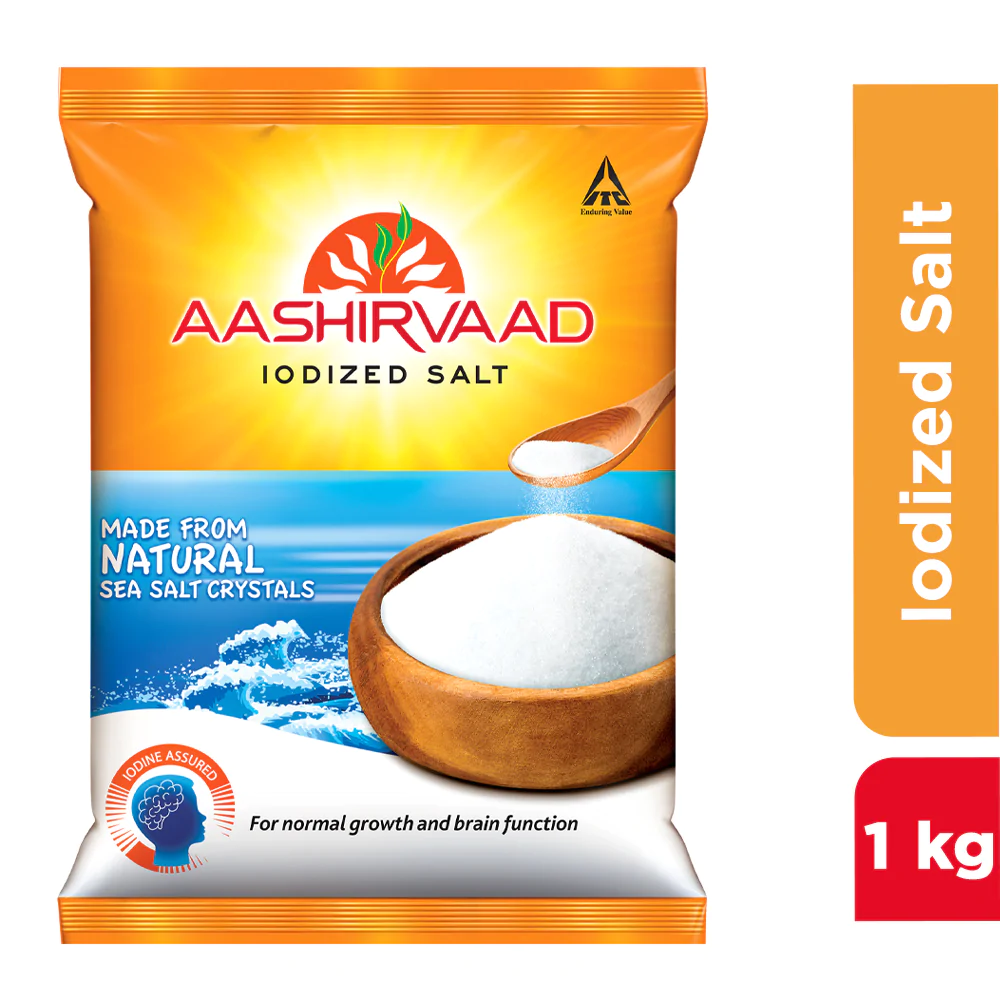 ITC
Enduring Value
AASHIRVAAD
IODIZED SALT
MADE FROM
NATURAL
SEA SALT CRYSTALS
IODINE ASSURED
For normal growth and brain function
Iodized Salt
1 kg